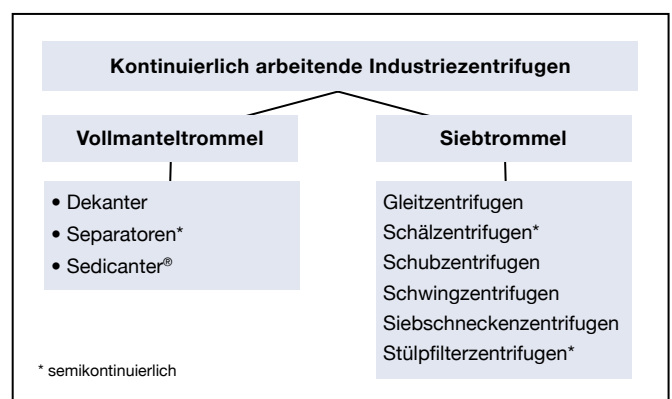 Kontinuierlich arbeitende Industriezentrifugen
Vollmanteltrommel
• Dekanter
• Separatoren*
• Sedicanter®
Siebtrommel
Gleitzentrifugen
Schälzentrifugen*
Schubzentrifugen
Schwingzentrifugen
Siebschneckenzentrifugen
Stülpfilterzentrifugen*
* semikontinuierlich